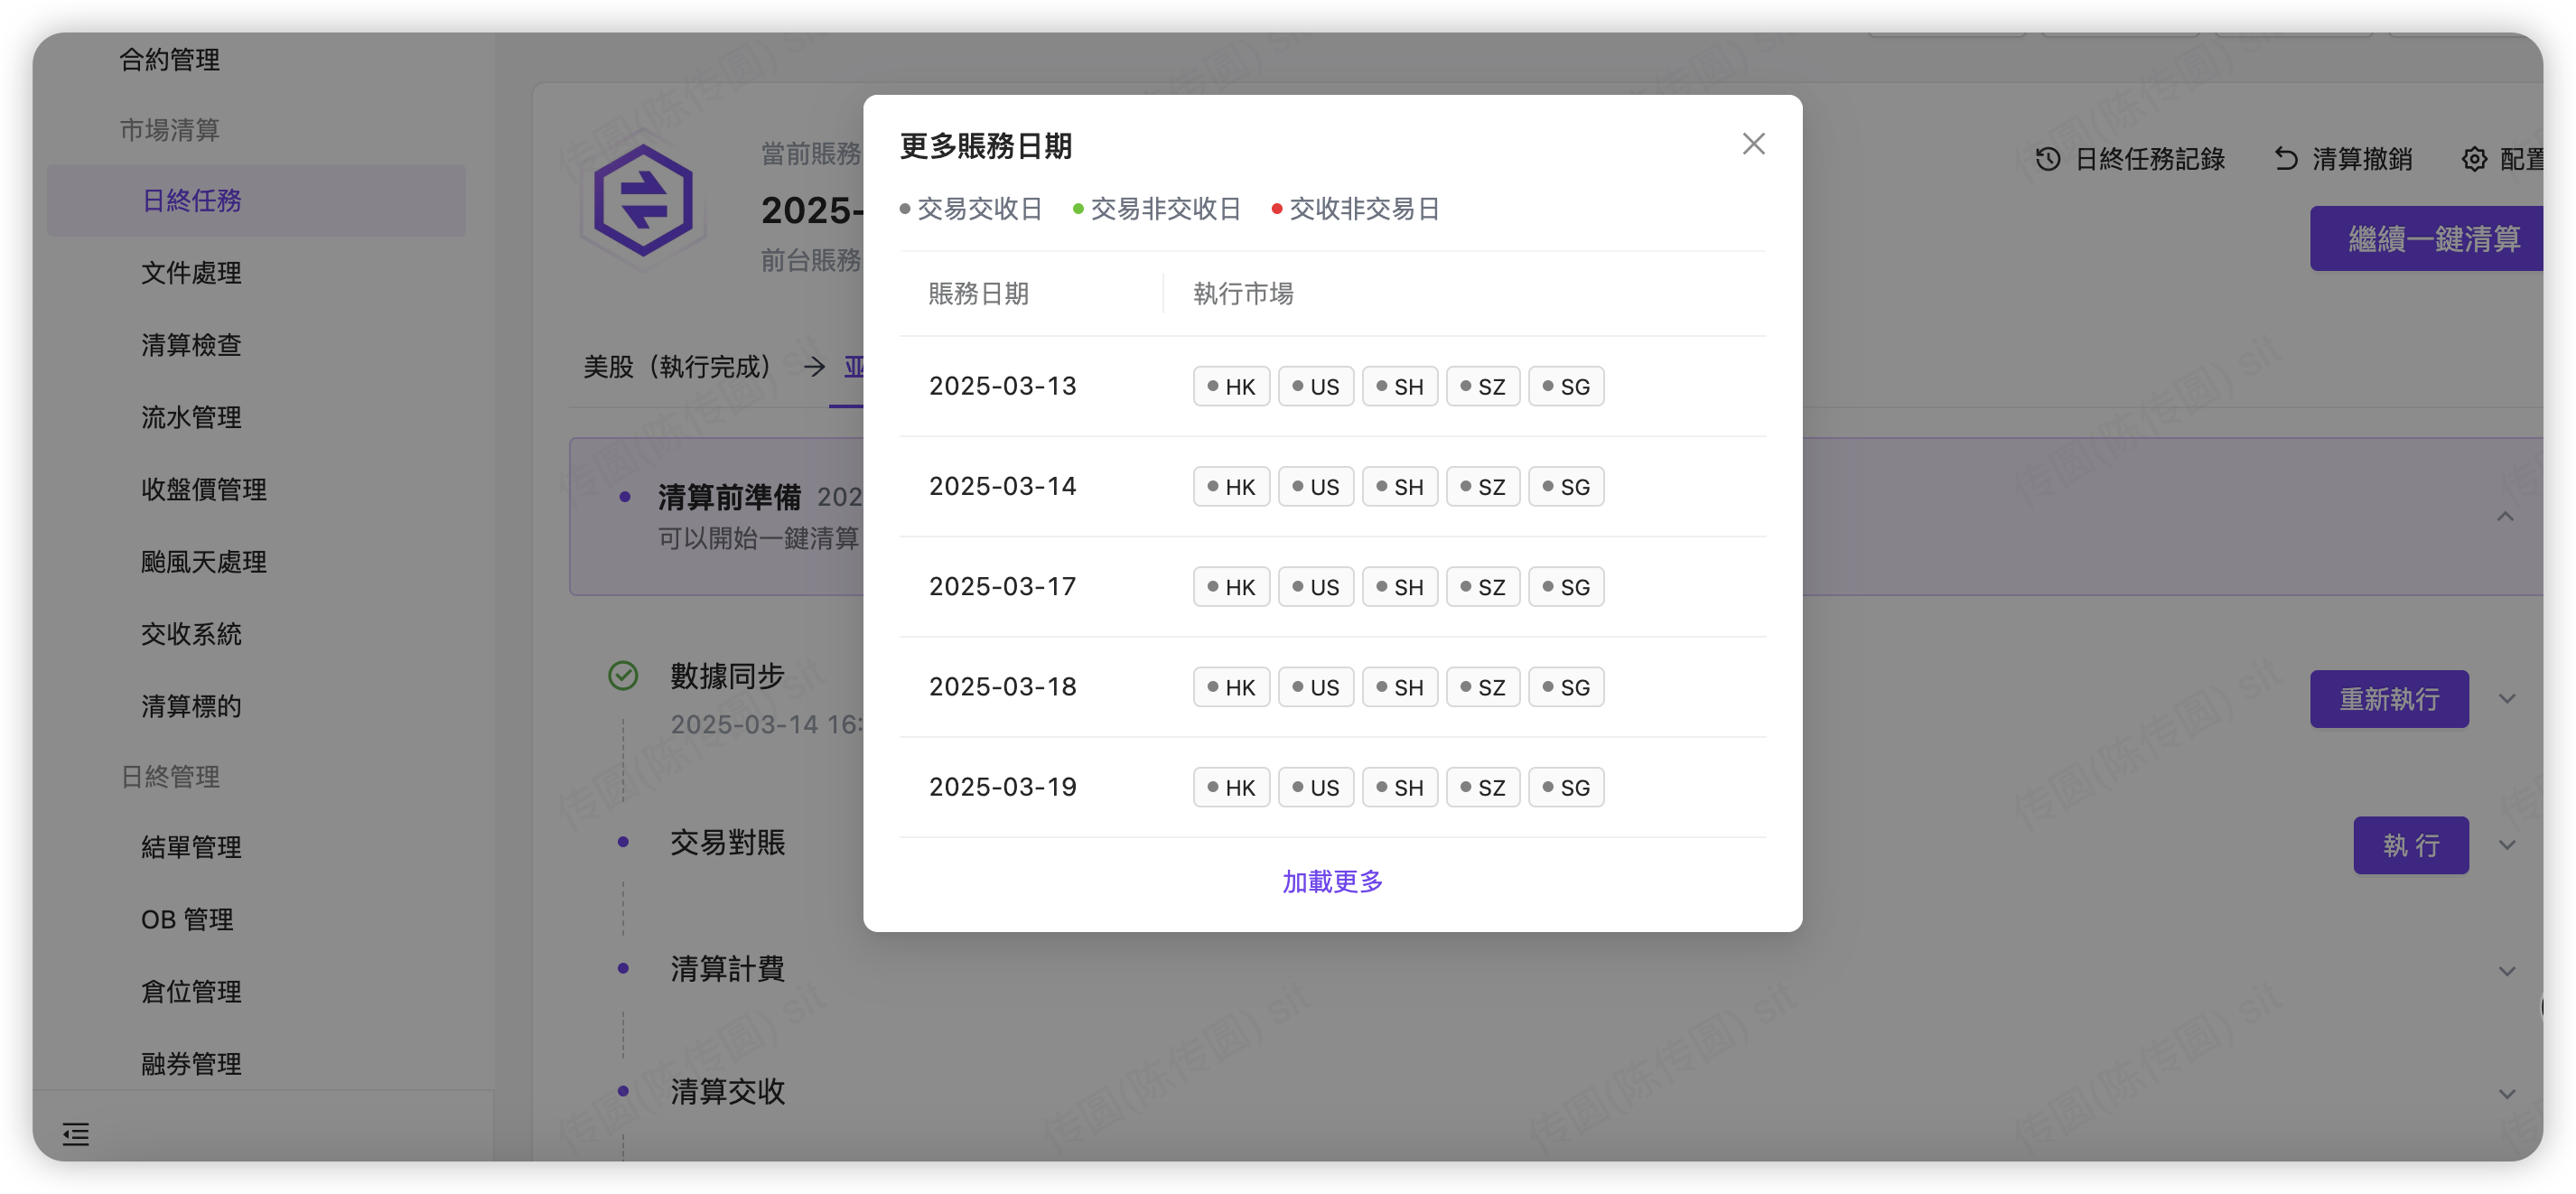 合約管理
市場清算
日終任務
文件處理
清算檢查
流水管理
收盤價管理
颱風天處理
交收系統
清算標的
日終管理
結單管理
OB 管理
倉位管理
融券管理
當前賬務
2025-
前台賬務
日終任務記錄
清算撤銷
配置
繼續一鍵清算
美股（執行完成）
亚
清算前準備 202
可以開始一鍵清算
數據同步
2025-03-14 16:
重新執行
交易對賬
執 行
清算計費
清算交收
更多賬務日期
交易交收日 交易非交收日 交收非交易日
賬務日期 執行市場
2025-03-13 HK US SH SZ SG
2025-03-14 HK US SH SZ SG
2025-03-17 HK US SH SZ SG
2025-03-18 HK US SH SZ SG
2025-03-19 HK US SH SZ SG
加載更多
传圆(陈传圆) sit